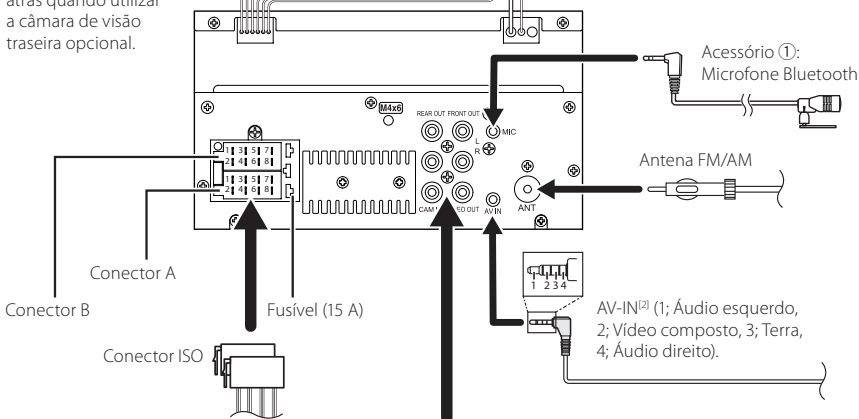 atrás quando utilizar
a câmara de visão
traseira opcional.
M4x6
REAR OUT FRONT OUT
L
R
MIC
Acessório ①:
Microfone Bluetooth
1 3 5 7
2 4 6 8
1 3 5 7
2 4 6 8
Antena FM/AM
CAM
OUT
AV IN
ANT
Conector A
Conector B
Fusível (15 A)
Conector ISO
1 2 3 4
AV-IN[2] (1; Áudio esquerdo,
2; Vídeo composto, 3; Terra,
4; Áudio direito).